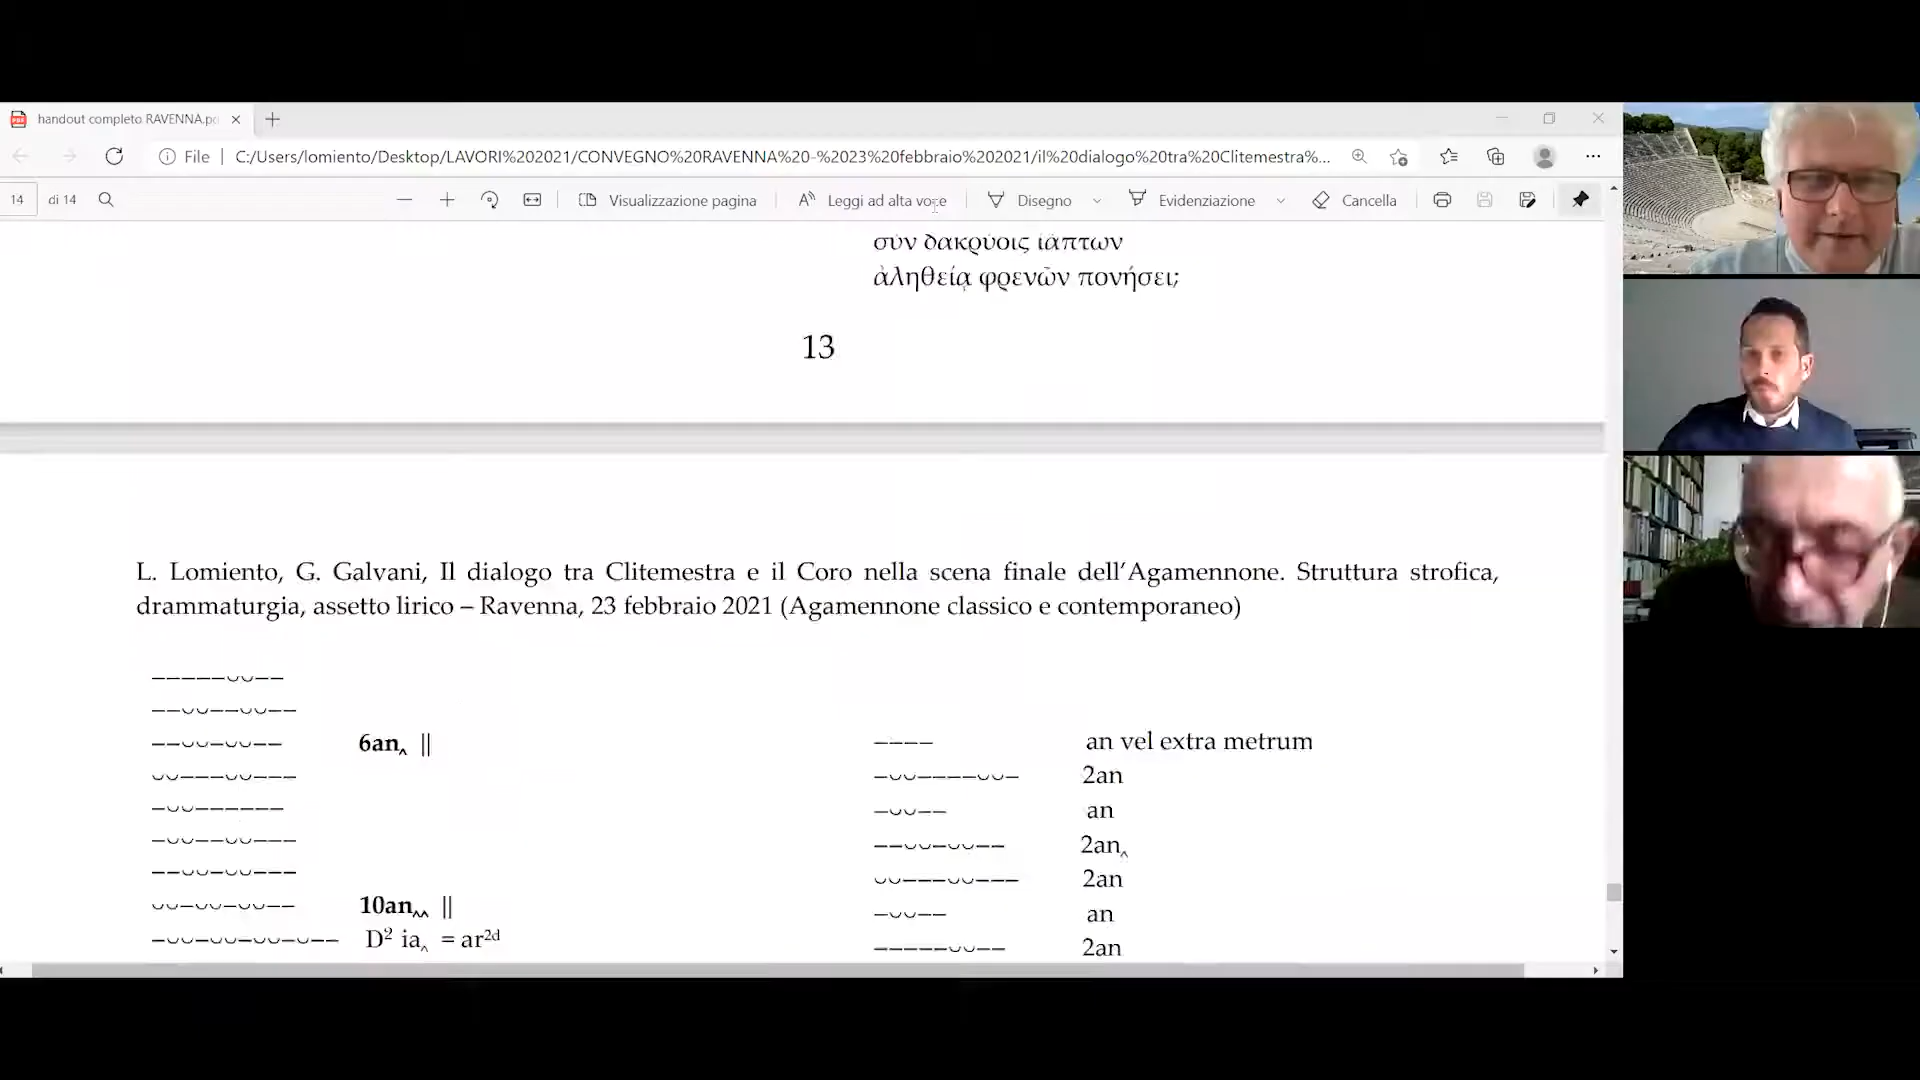 handout completo RAVENNA.pd
File
C:/Users/lomiento/Desktop/LAVORI%202021/CONVEGNO%20RAVENNA%20-%2023%20febbraio%202021/il%20dialogo%20tra%20Clitemestra%...
14 di 14
Visualizzazione pagina
Leggi ad alta voce
Disegno
Evidenziazione
Cancella
σὺν δακρύοις ἰάπτων
ἀληθείᾳ φρενῶν πονήσει;
13
L. Lomiento, G. Galvani, Il dialogo tra Clitemestra e il Coro nella scena finale dell’Agamennone. Struttura strofica,
drammaturgia, assetto lirico – Ravenna, 23 febbraio 2021 (Agamennone classico e contemporaneo)
–––––⏑⏑––
––⏑⏑––⏑⏑––
––⏑⏑–⏑⏑–– 6an‸ ||
⏑⏑–––⏑⏑–––
–⏑⏑––––––
–⏑⏑––⏑⏑–––
––⏑⏑–⏑⏑–––
⏑⏑–⏑⏑–⏑⏑–– 10an‸‸ ||
–⏑⏑–⏑⏑–⏑⏑–⏑–– D² ia‸ = ar²ᵈ
–––– an vel extra metrum
–⏑⏑––––⏑⏑– 2an
–⏑⏑–– an
––⏑⏑–⏑⏑–– 2an‸
⏑⏑–––⏑⏑––– 2an
–⏑⏑–– an
–––––⏑⏑–– 2an